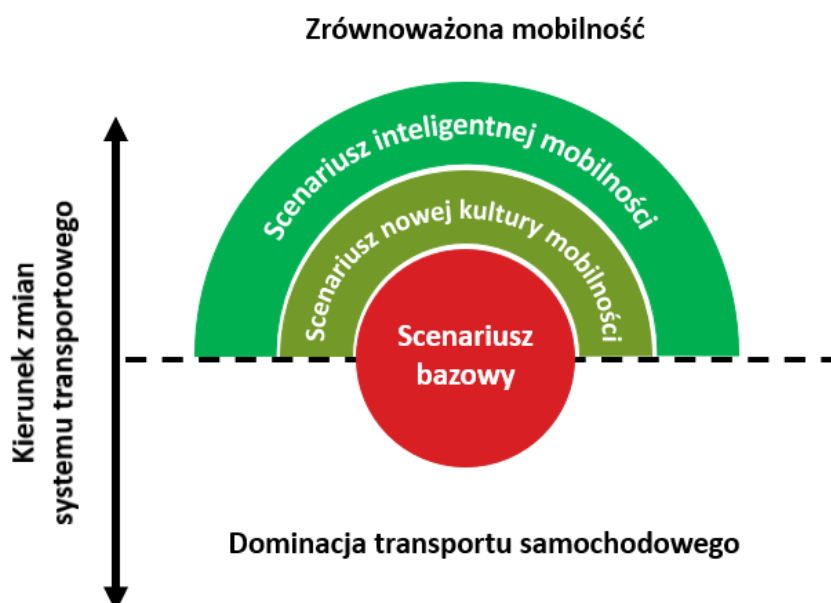 Zrównoważona mobilność
Scenariusz inteligentnej mobilności
Scenariusz nowej kultury mobilności
Scenariusz
bazowy
Kierunek zmian
systemu transportowego
Dominacja transportu samochodowego